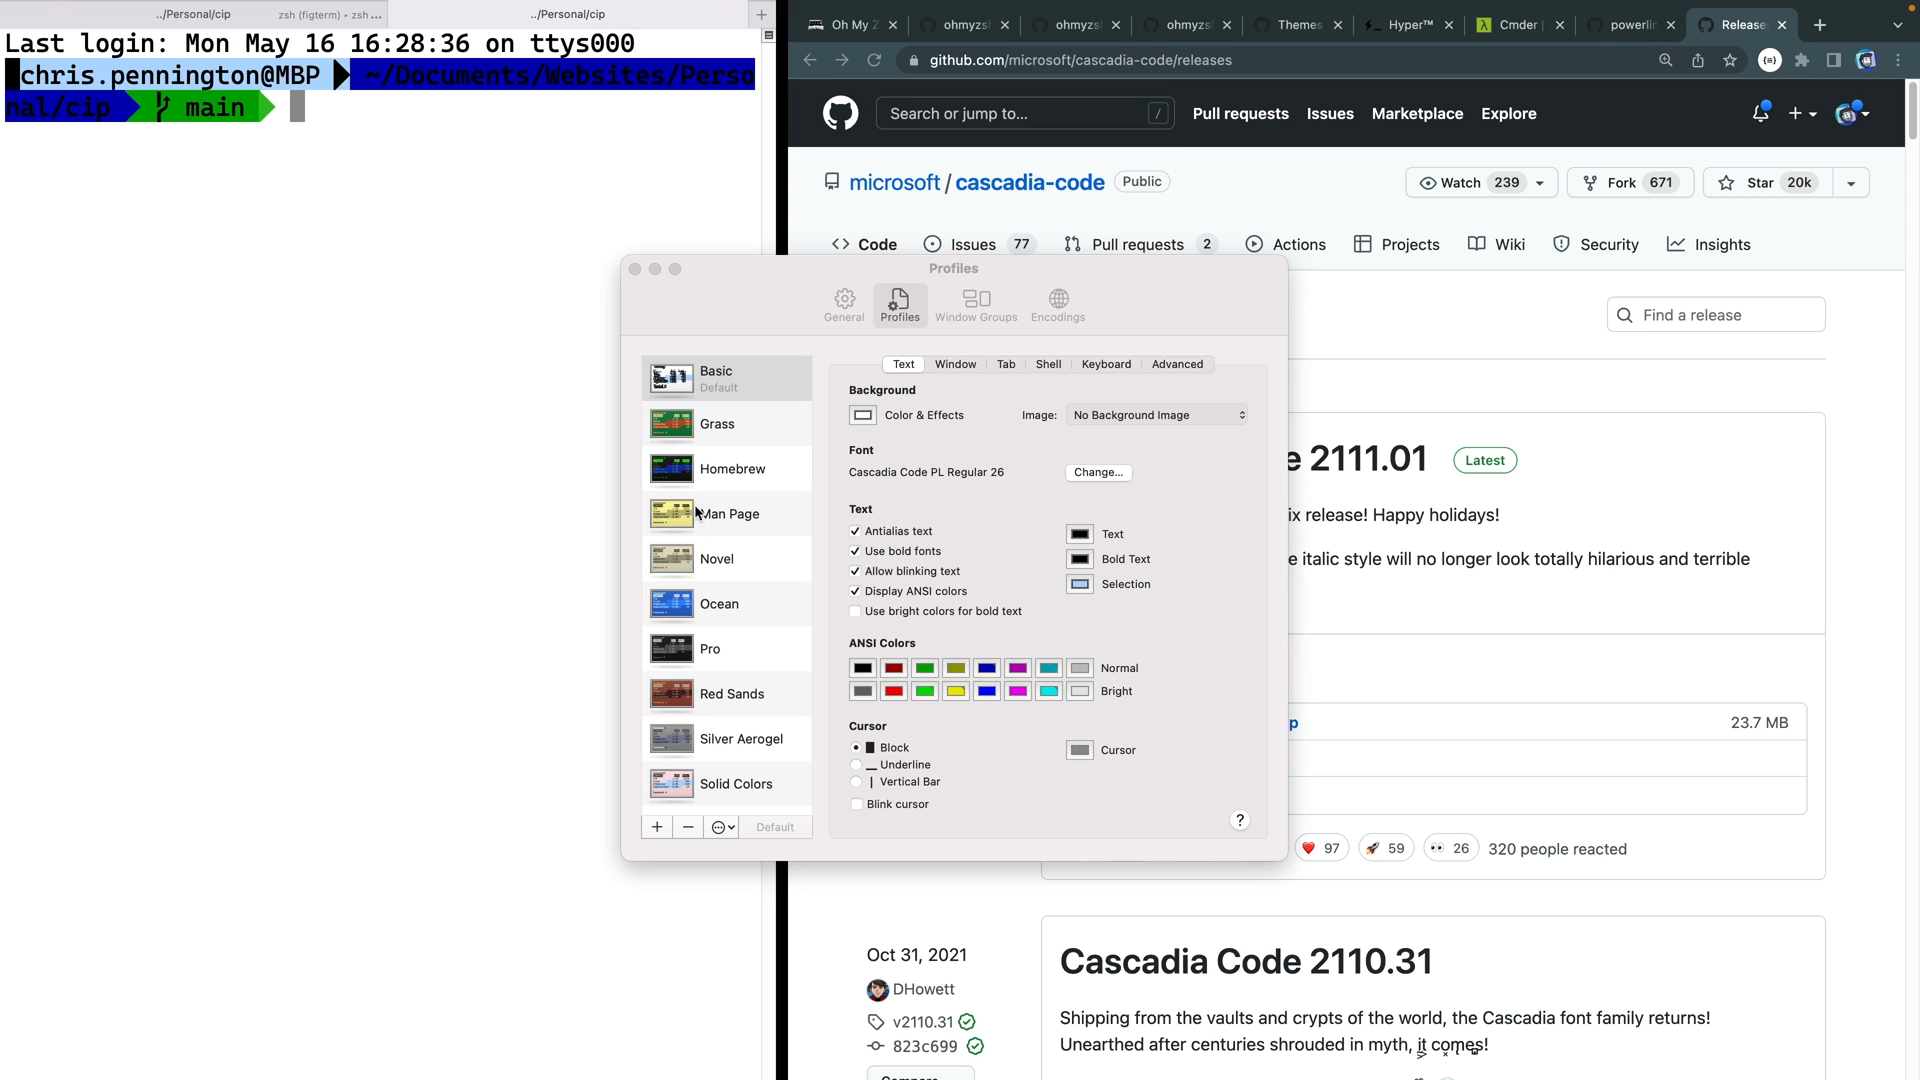 ../Personal/cip
zsh (figterm) • zsh ...
../Personal/cip
Last login: Mon May 16 16:28:36 on ttys000
chris.pennington@MBP ~/Documents/Websites/Perso
nal/cip main
Oh My Z
ohmyzs
ohmyzs
ohmyzs
Themes
Hyper™
Cmder
powerlin
Release
github.com/microsoft/cascadia-code/releases
Search or jump to... /
Pull requests Issues Marketplace Explore
microsoft / cascadia-code Public
Watch 239
Fork 671
Star 20k
Code
Issues 77
Pull requests 2
Actions
Projects
Wiki
Security
Insights
Find a release
Profiles
General
Profiles
Window Groups
Encodings
Basic
Default
Grass
Homebrew
Man Page
Novel
Ocean
Pro
Red Sands
Silver Aerogel
Solid Colors
Default
Text Window Tab Shell Keyboard Advanced
Background
Color & Effects
Image: No Background Image
Font
Cascadia Code PL Regular 26
Change...
Text
Antialias text
Use bold fonts
Allow blinking text
Display ANSI colors
Use bright colors for bold text
Text
Bold Text
Selection
ANSI Colors
Normal
Bright
Cursor
Block
Underline
Vertical Bar
Blink cursor
Cursor
?
e 2111.01 Latest
ix release! Happy holidays!
e italic style will no longer look totally hilarious and terrible
p
23.7 MB
97
59
26
320 people reacted
Oct 31, 2021
DHowett
v2110.31
823c699
Cascadia Code 2110.31
Shipping from the vaults and crypts of the world, the Cascadia font family returns!
Unearthed after centuries shrouded in myth, it comes!